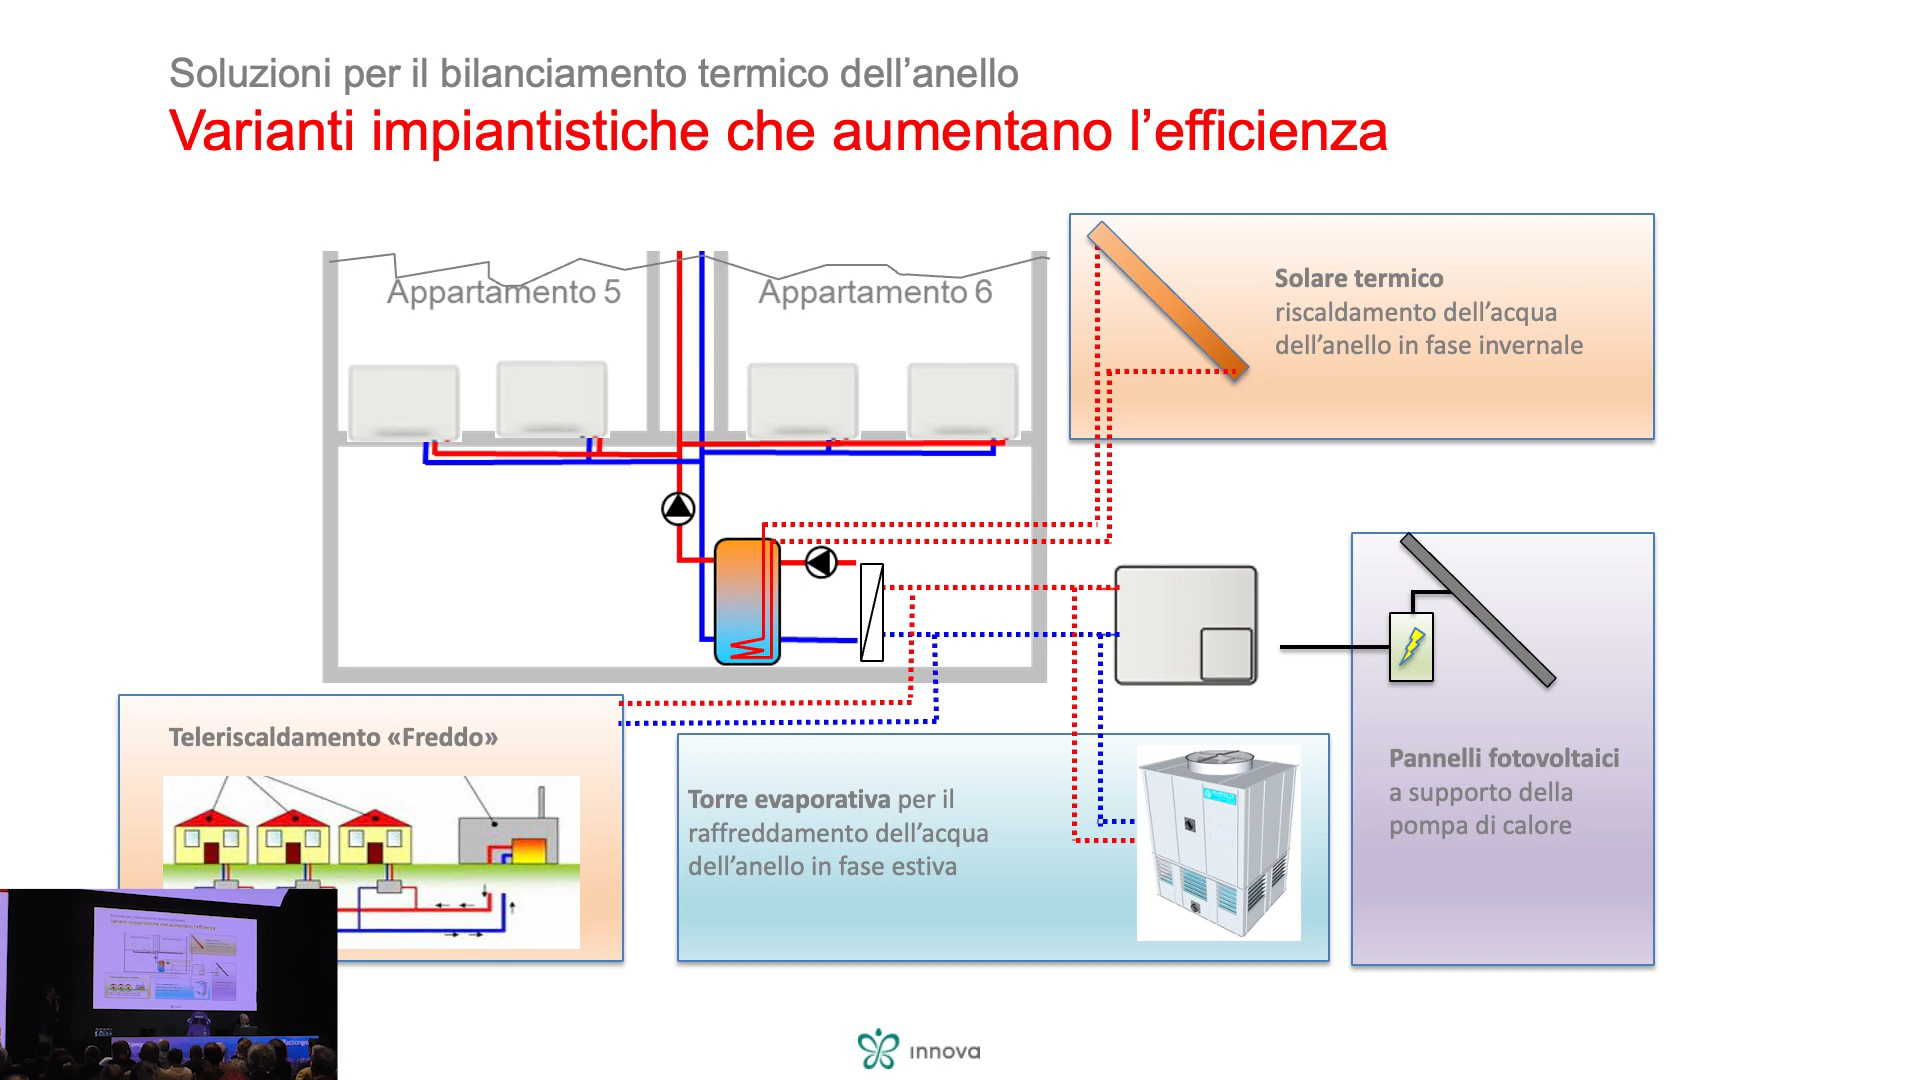 Soluzioni per il bilanciamento termico dell’anello
Varianti impiantistiche che aumentano l’efficienza
Appartamento 5
Appartamento 6
Solare termico
riscaldamento dell’acqua
dell’anello in fase invernale
Teleriscaldamento «Freddo»
Torre evaporativa per il
raffreddamento dell’acqua
dell’anello in fase estiva
Pannelli fotovoltaici
a supporto della
pompa di calore
innova